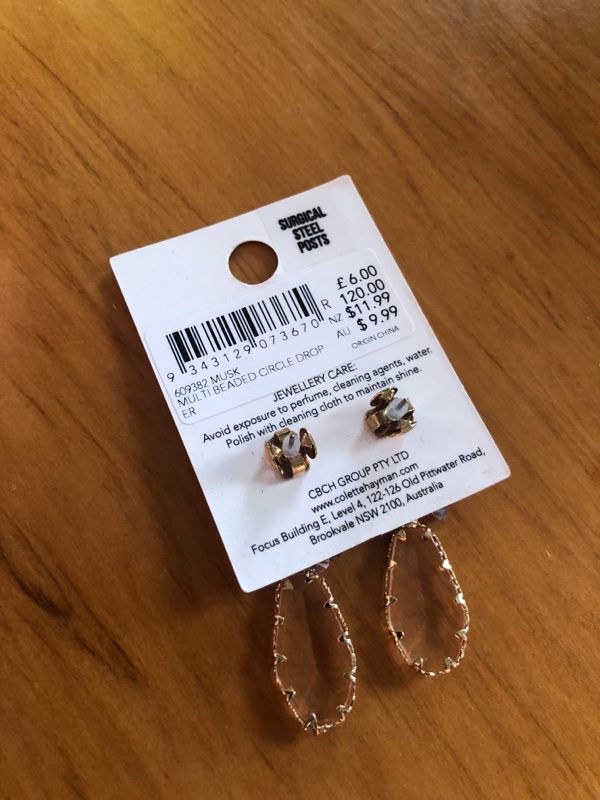 SURGICAL
STEEL
POSTS
£6.00
R 120.00
NZ $11.99
AU $9.99
ORIGIN CHINA
9 343129 073670
609382 MUSK
MULTI BEADED CIRCLE DROP
ER
JEWELLERY CARE:
Avoid exposure to perfume, cleaning agents, water.
Polish with cleaning cloth to maintain shine.
CBCH GROUP PTY LTD
www.colettehayman.com
Focus Building E, Level 4, 122-126 Old Pittwater Road,
Brookvale NSW 2100, Australia